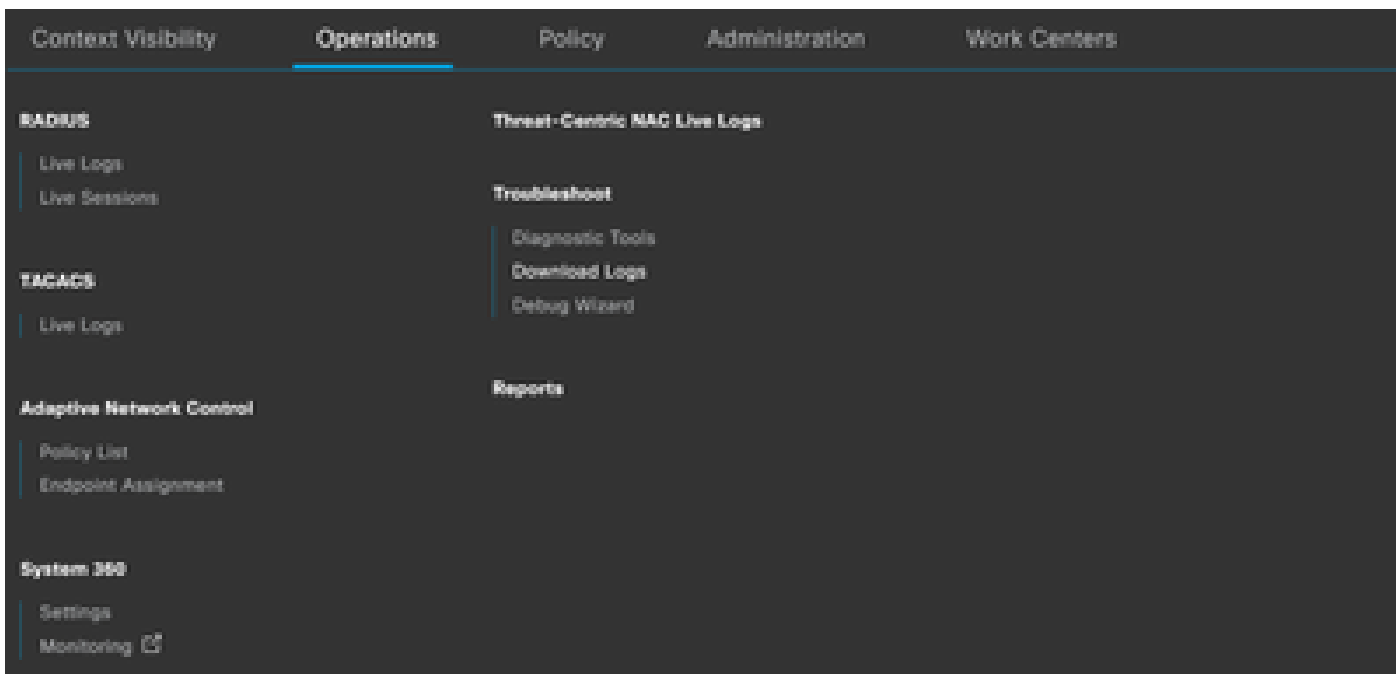 Context Visibility
Operations
Policy
Administration
Work Centers
RADIUS
Live Logs
Live Sessions
TACACS
Live Logs
Adaptive Network Control
Policy List
Endpoint Assignment
System 360
Settings
Monitoring
Threat-Centric NAC Live Logs
Troubleshoot
Diagnostic Tools
Download Logs
Debug Wizard
Reports